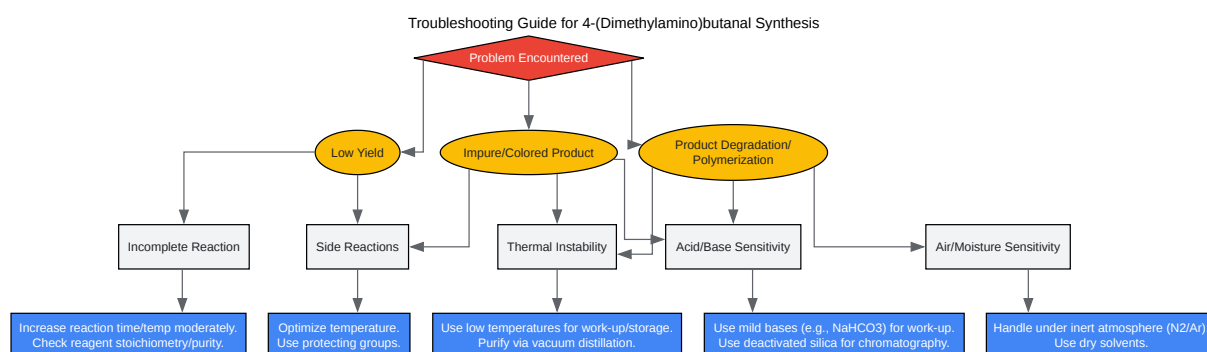 Troubleshooting Guide for 4-(Dimethylamino)butanal Synthesis
Problem Encountered
Low Yield
Impure/Colored Product
Product Degradation/
Polymerization
Incomplete Reaction
Side Reactions
Thermal Instability
Acid/Base Sensitivity
Air/Moisture Sensitivity
Increase reaction time/temp moderately.
Check reagent stoichiometry/purity.
Optimize temperature.
Use protecting groups.
Use low temperatures for work-up/storage.
Purify via vacuum distillation.
Use mild bases (e.g., NaHCO3) for work-up.
Use deactivated silica for chromatography.
Handle under inert atmosphere (N2/Ar)
Use dry solvents.